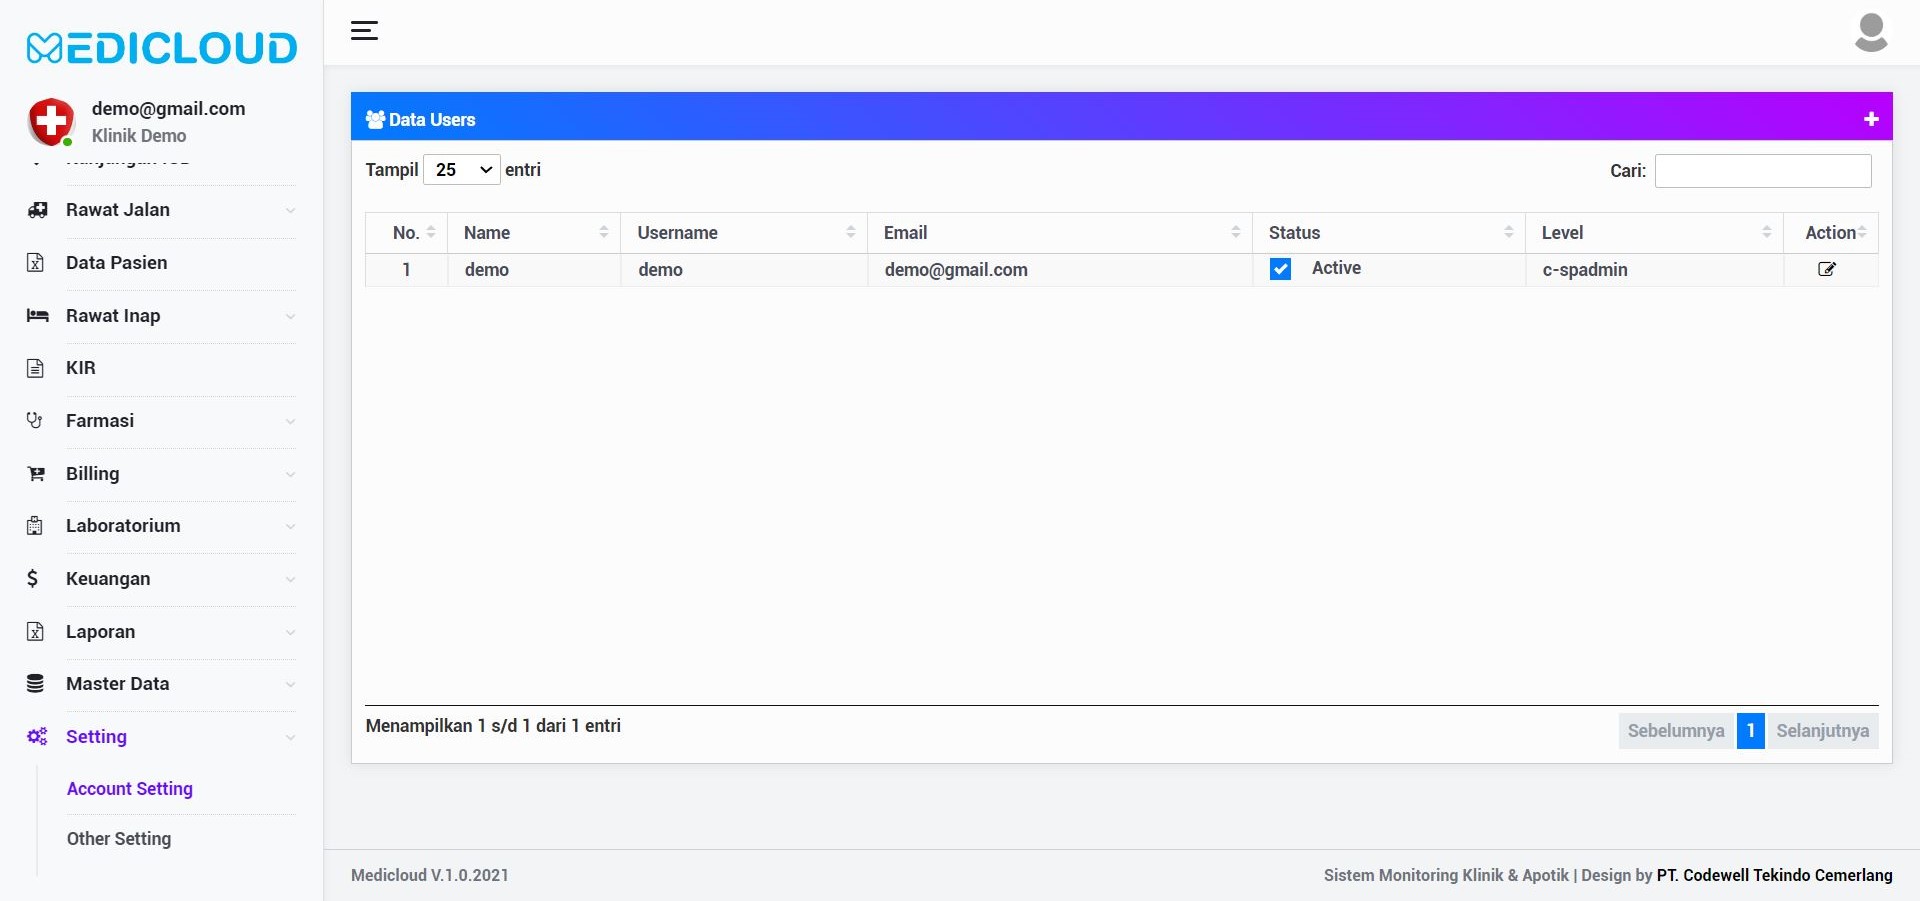 MEDICLOUD
demo@gmail.com
Klinik Demo
Rawat Jalan
Data Pasien
Rawat Inap
KIR
Farmasi
Billing
Laboratorium
Keuangan
Laporan
Master Data
Setting
Account Setting
Other Setting
Data Users
Tampil 25 entri
Cari:
No. Name Username Email Status Level Action
1 demo demo demo@gmail.com Active c-spadmin
Menampilkan 1 s/d 1 dari 1 entri
Sebelumnya 1 Selanjutnya
Medicloud V.1.0.2021
Sistem Monitoring Klinik & Apotik | Design by PT. Codewell Tekindo Cemerlang